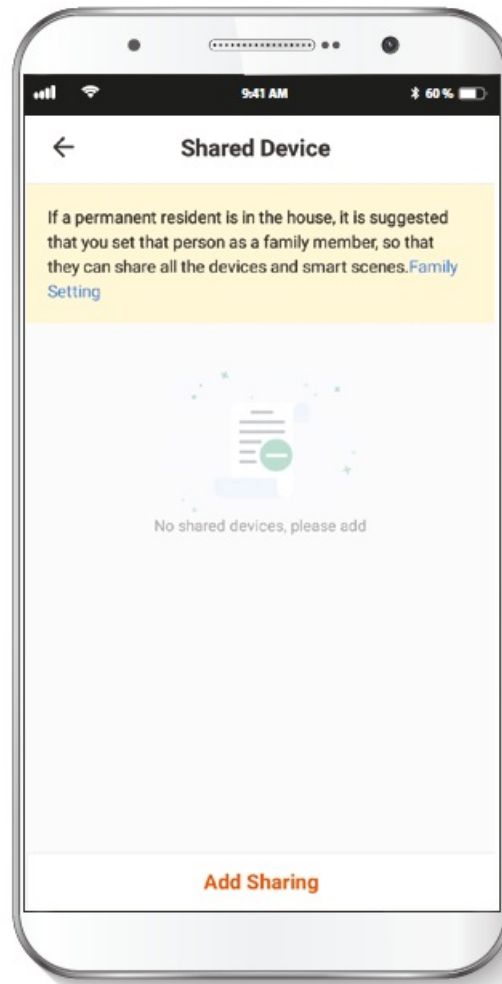 9:41 AM
60 %
Shared Device
If a permanent resident is in the house, it is suggested
that you set that person as a family member, so that
they can share all the devices and smart scenes.Family
Setting
No shared devices, please add
Add Sharing